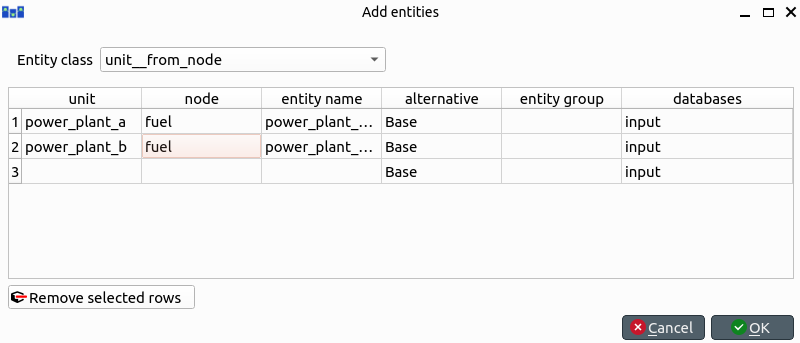 Add entities
Entity class unit__from_node
unit node entity name alternative entity group databases
1 power_plant_a fuel power_plant_... Base input
2 power_plant_b fuel power_plant_... Base input
3 Base input
Remove selected rows
Cancel OK